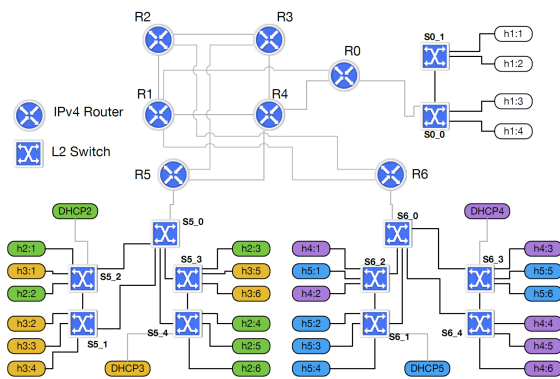 R2
R3
S0_1
h1:1
R0
h1:2
R1
R4
h1:3
IPv4 Router
S0_0
h1:4
L2 Switch
R5
R6
DHCP2
S5_0
S6_0
DHCP4
h2:1
S5_3
h2:3
h4:1
S6_2
S6_3
h4:3
h3:1
S5_2
h3:5
h5:1
h5:5
h2:2
h3:6
h4:2
h5:6
h3:2
S5_4
h2:4
h5:2
S6_1
S6_4
h4:4
h3:3
S5_1
h2:5
h5:3
h4:5
h3:4
DHCP3
h2:6
h5:4
DHCP5
h4:6